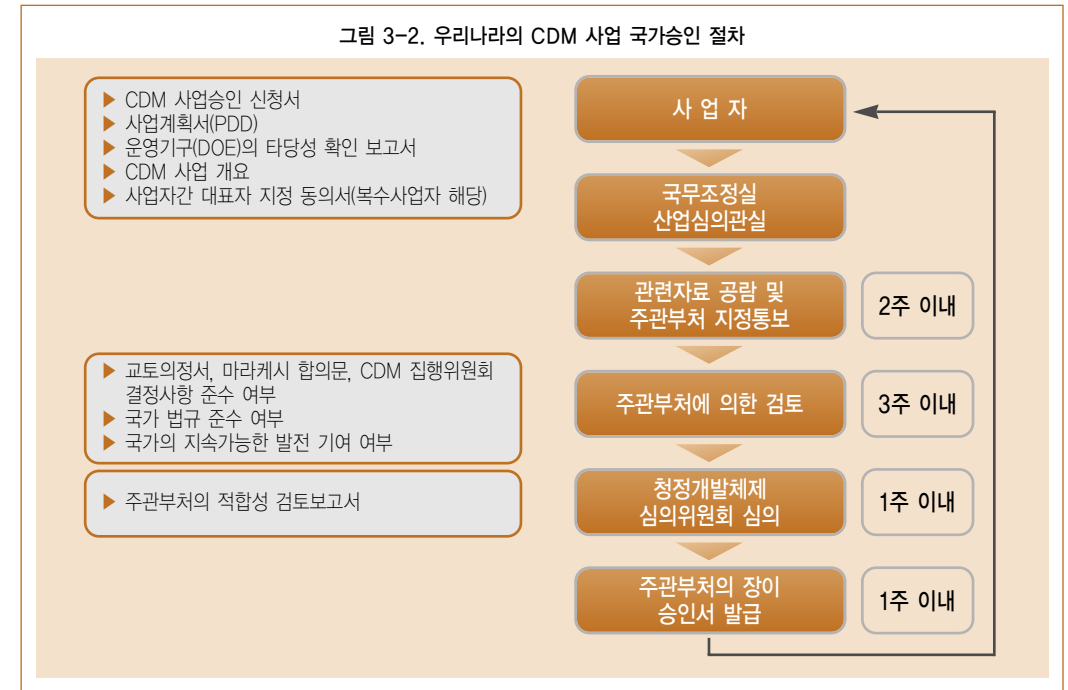 그림 3-2. 우리나라의 CDM 사업 국가승인 절차
▶ CDM 사업승인 신청서
▶ 사업계획서(PDD)
▶ 운영기구(DOE)의 타당성 확인 보고서
▶ CDM 사업 개요
▶ 사업자간 대표자 지정 동의서(복수사업자 해당)
사 업 자
국무조정실
산업심의관실
관련자료 공람 및
주관부처 지정통보
2주 이내
▶ 교토의정서, 마라케시 합의문, CDM 집행위원회
결정사항 준수 여부
▶ 국가 법규 준수 여부
▶ 국가의 지속가능한 발전 기여 여부
주관부처에 의한 검토
3주 이내
▶ 주관부처의 적합성 검토보고서
청정개발체제
심의위원회 심의
1주 이내
주관부처의 장이
승인서 발급
1주 이내